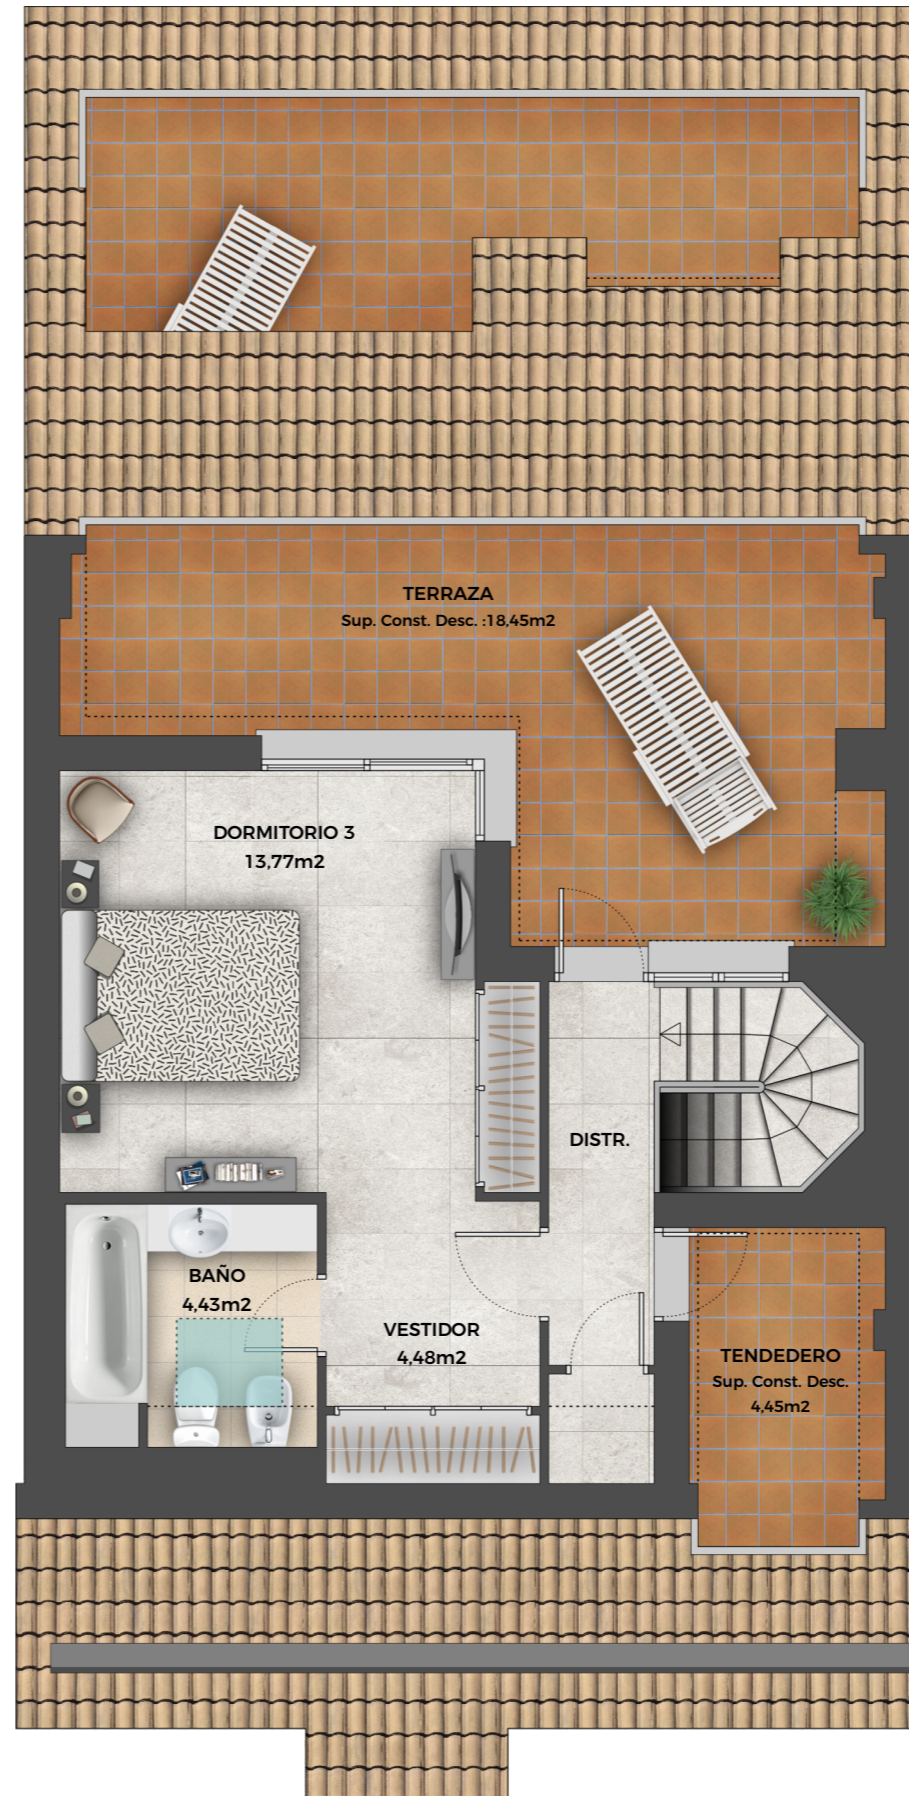 TERRAZA
Sup. Const. Desc. :18,45m2
DORMITORIO 3
13,77m2
DISTR.
BAÑO
4,43m2
VESTIDOR
4,48m2
TENDEDERO
Sup. Const. Desc.
4,45m2